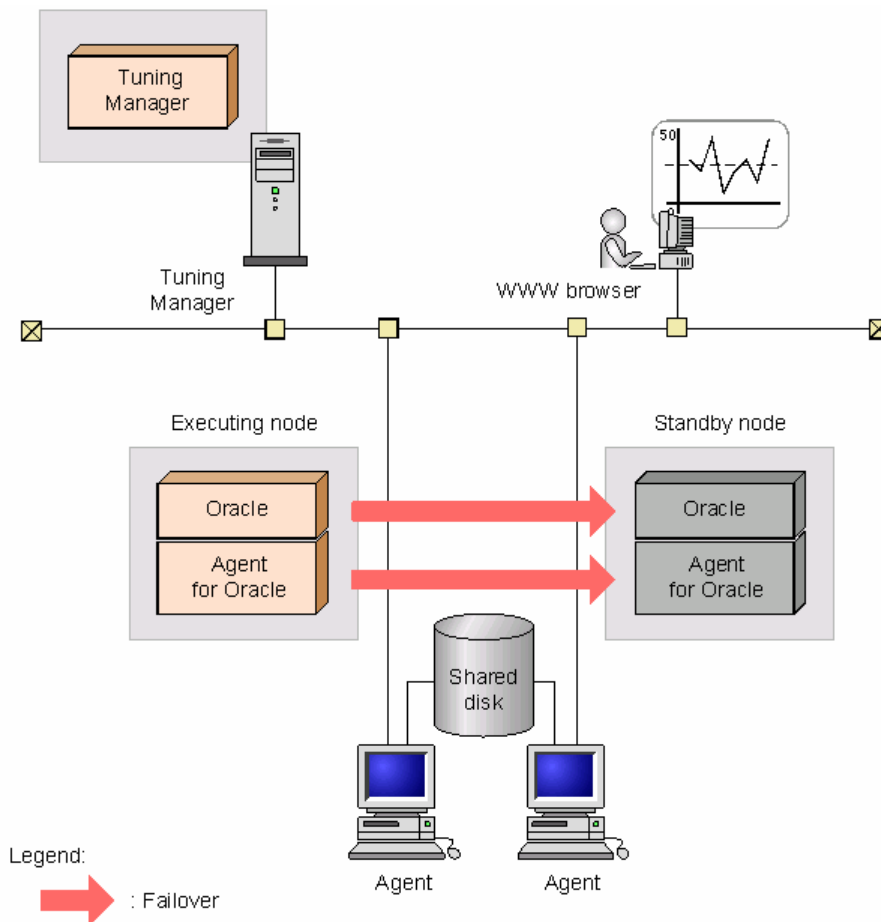 Tuning
Manager
50
Tuning
Manager
WWW browser
Executing node
Standby node
Oracle
Oracle
Agent
for Oracle
Agent
for Oracle
Shared
disk
Agent
Agent
Legend:
: Failover